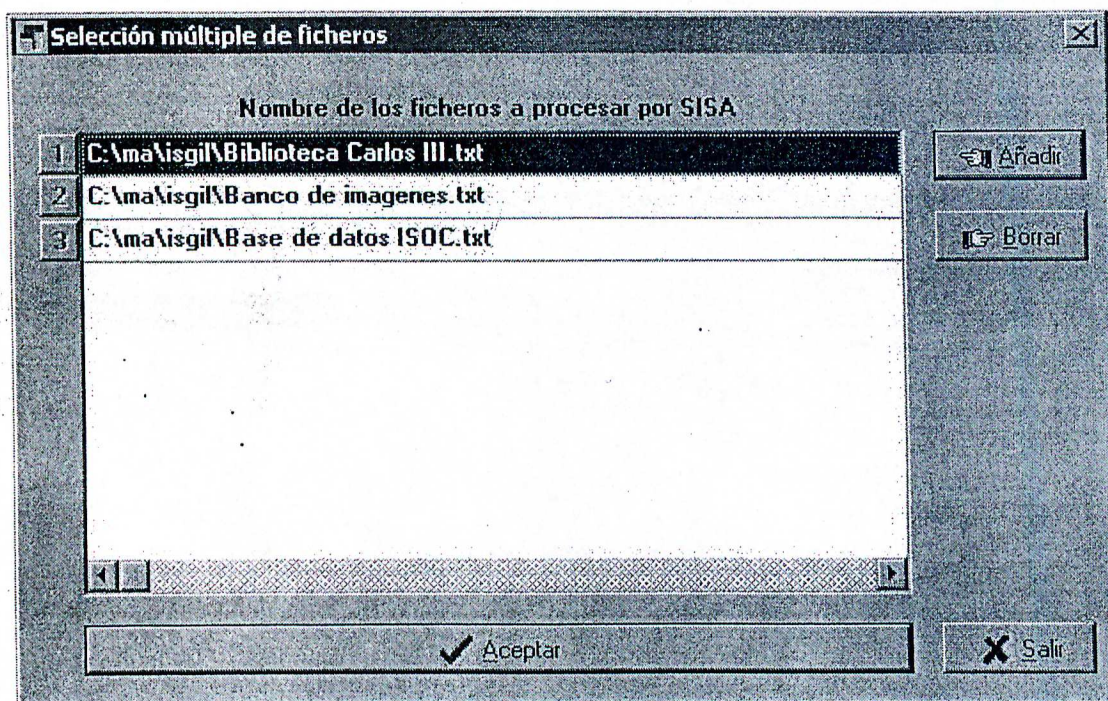 Selección múltiple de ficheros
Nombre de los ficheros a procesar por SISA
1 C:\ma\isgil\Biblioteca Carlos III.txt
2 C:\ma\isgil\Banco de imagenes.txt
3 C:\ma\isgil\Base de datos ISOC.txt
Añadir
Borrar
Aceptar
Salir